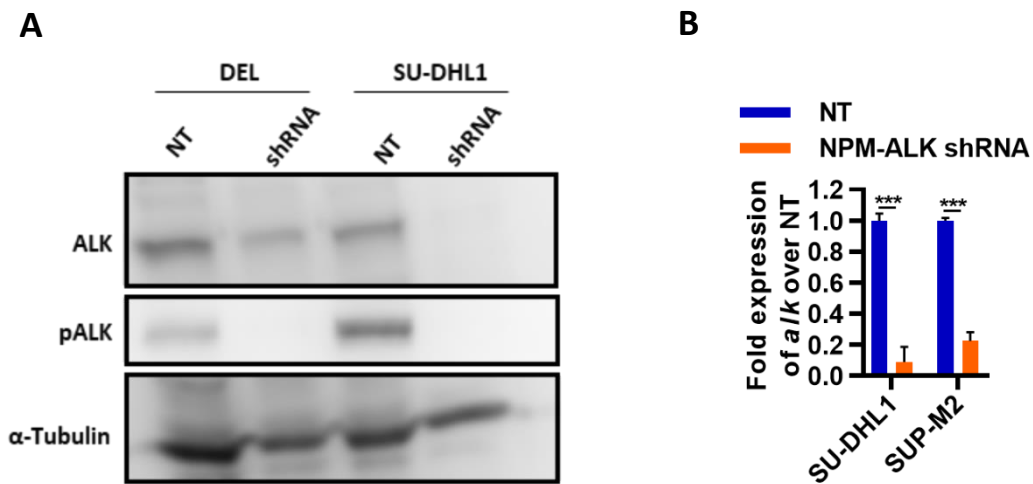 A
DEL SU-DHL1
NT shRNA NT shRNA
ALK
pALK
α-Tubulin
B
NT
NPM-ALK shRNA
Fold expression
of alk over NT
1.2
1.0
0.8
0.6
0.4
0.2
0.0
*** ***
SU-DHL1 SUP-M2